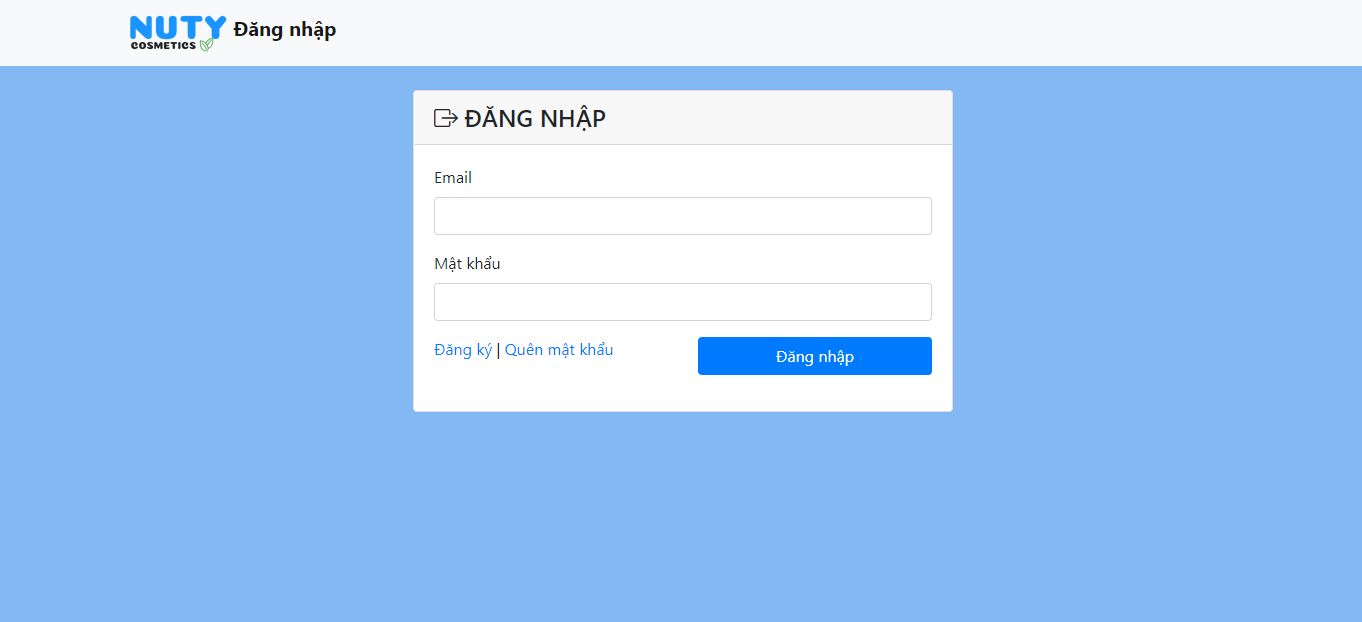 NUTY
COSMETICS
Đăng nhập
ĐĂNG NHẬP
Email
Mật khẩu
Đăng ký | Quên mật khẩu
Đăng nhập